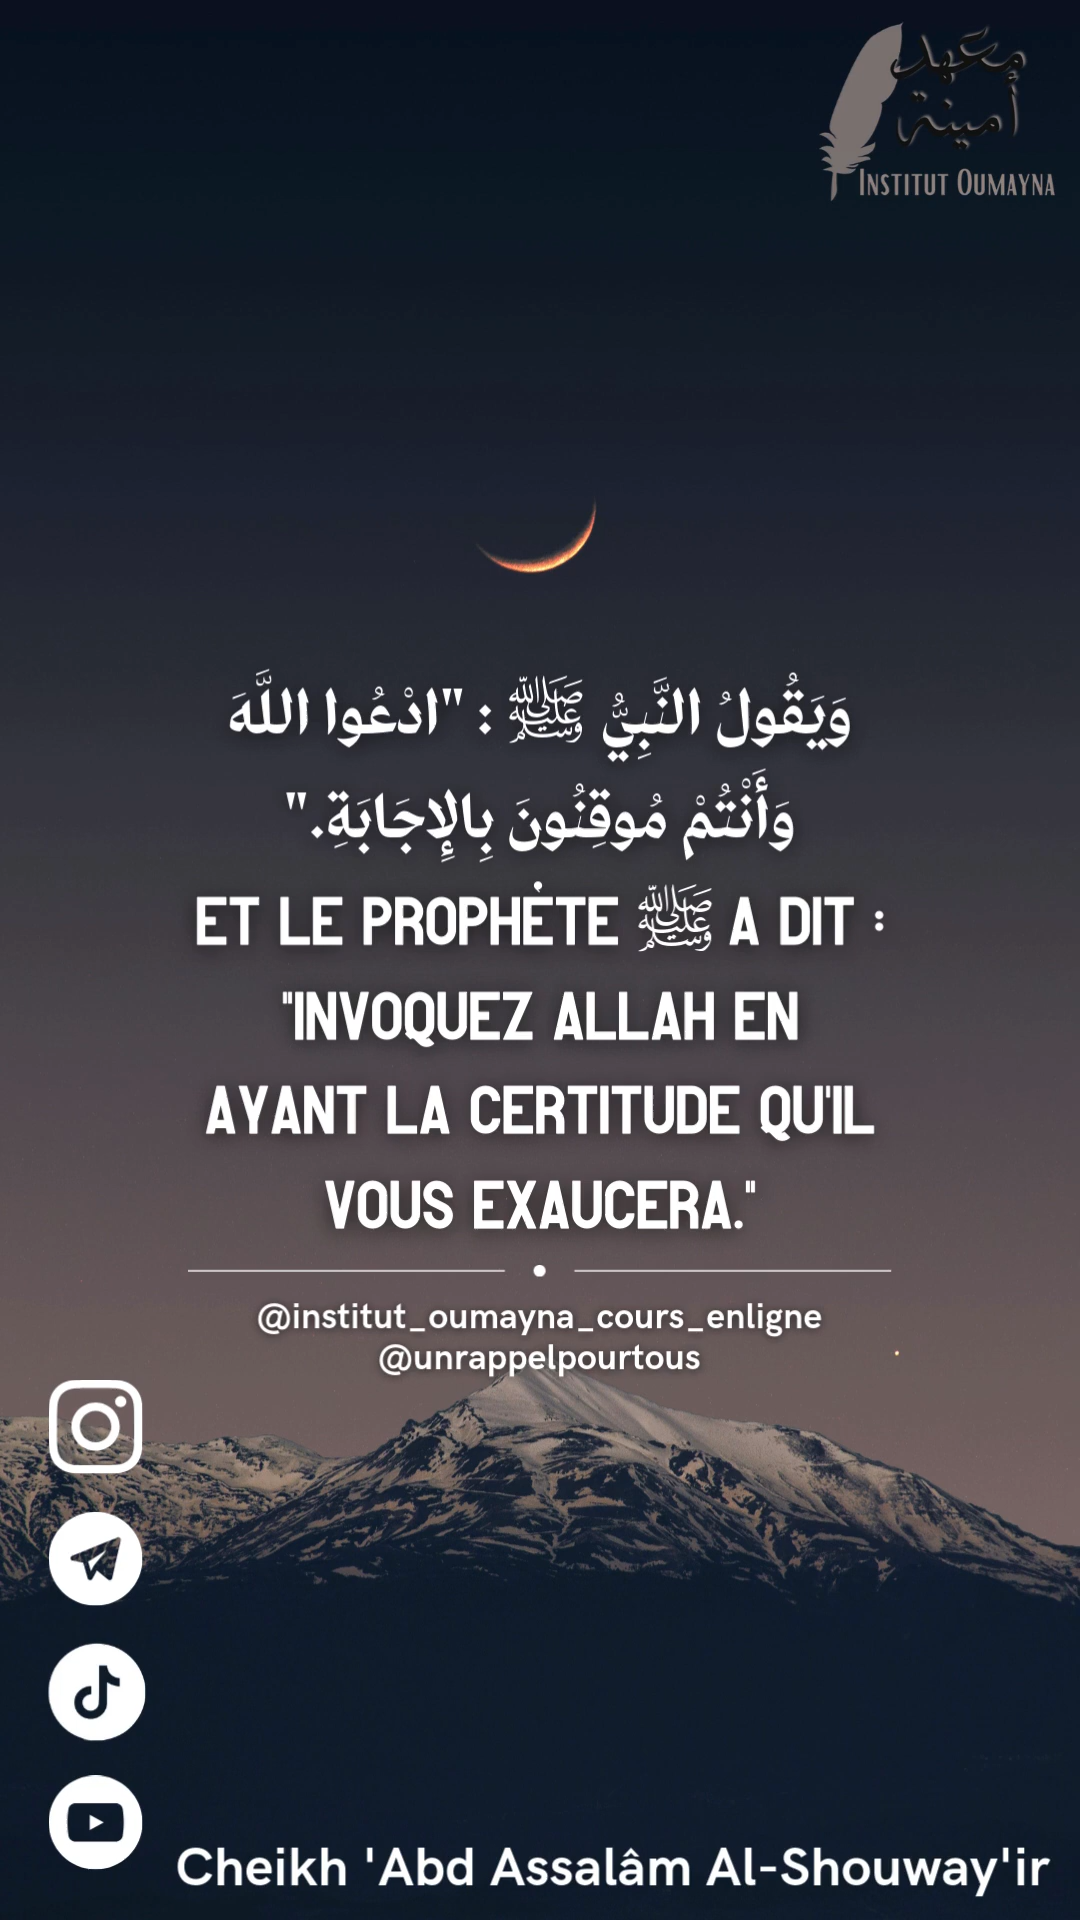 معهد
أمينة
INSTITUT OUMAYNA
وَيَقُولُ النَّبِيُّ ﷺ : "ادْعُوا اللَّهَ
وَأَنْتُمْ مُوقِنُونَ بِالإِجَابَةِ."
ET LE PROPHÈTE ﷺ A DIT :
"INVOQUEZ ALLAH EN
AYANT LA CERTITUDE QU'IL
VOUS EXAUCERA."
@institut_oumayna_cours_enligne
@unrappelpourtous
Cheikh 'Abd Assalâm Al-Shouway'ir